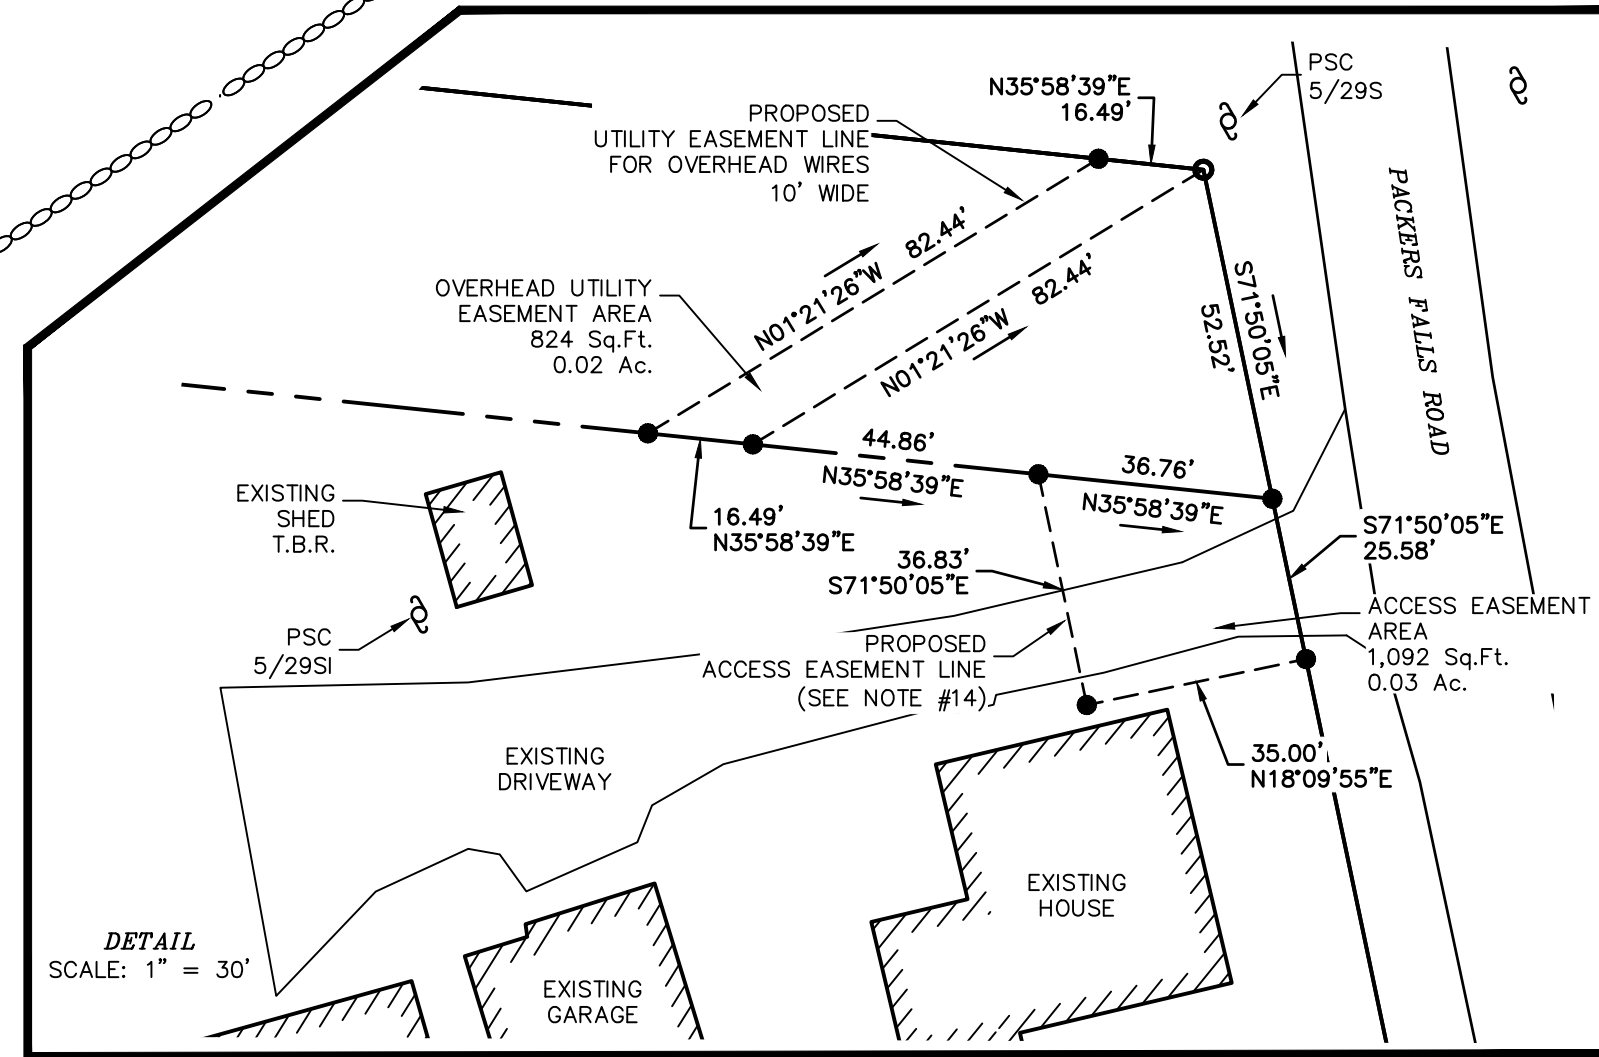 PSC
5/29S
N35°58'39"E
16.49'
PROPOSED
UTILITY EASEMENT LINE
FOR OVERHEAD WIRES
10' WIDE
PACKERS FALLS ROAD
N01°21'26"W 82.44'
N01°21'26"W 82.44'
S71°50'05"E
52.52'
OVERHEAD UTILITY
EASEMENT AREA
824 Sq.Ft.
0.02 Ac.
44.86'
N35°58'39"E
36.76'
N35°58'39"E
EXISTING
SHED
T.B.R.
16.49'
N35°58'39"E
S71°50'05"E
25.58'
36.83'
S71°50'05"E
ACCESS EASEMENT
AREA
1,092 Sq.Ft.
0.03 Ac.
PSC
5/29SI
PROPOSED
ACCESS EASEMENT LINE
(SEE NOTE #14)
35.00'
N18°09'55"E
EXISTING
DRIVEWAY
EXISTING
HOUSE
DETAIL
SCALE: 1" = 30'
EXISTING
GARAGE